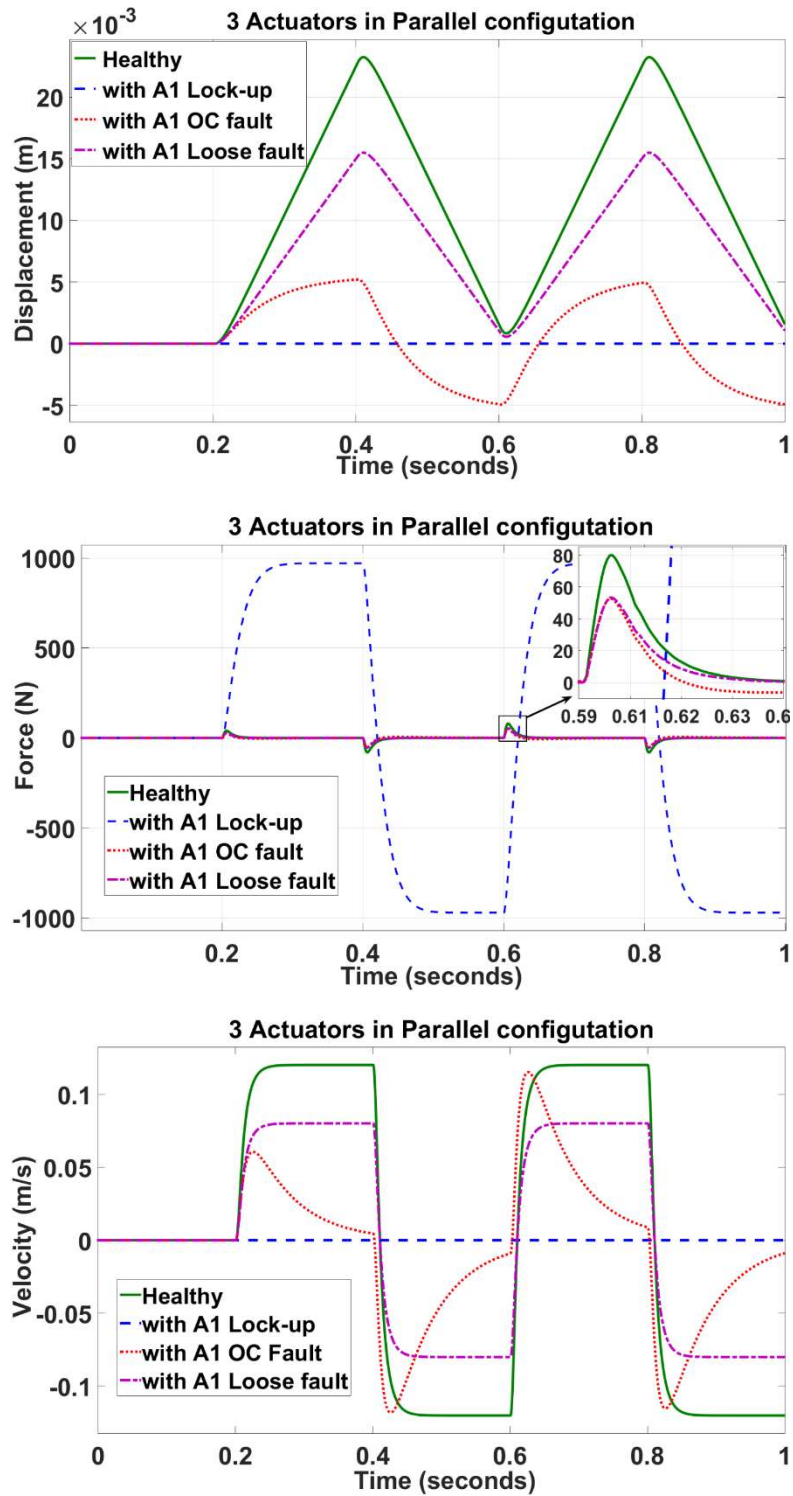 3 Actuators in Parallel configutation
×10⁻³
Healthy
with A1 Lock-up
with A1 OC fault
with A1 Loose fault
Displacement (m)
20
15
10
5
0
-5
0 0.2 0.4 0.6 0.8 1
Time (seconds)
3 Actuators in Parallel configutation
Force (N)
1000
500
0
-500
-1000
80
60
40
20
0
0.59 0.61 0.62 0.63
Healthy
with A1 Lock-up
with A1 OC fault
with A1 Loose fault
0.2 0.4 0.6 0.8 1
Time (seconds)
3 Actuators in Parallel configutation
Velocity (m/s)
0.1
0.05
0
-0.05
-0.1
Healthy
with A1 Lock-up
with A1 OC Fault
with A1 Loose fault
0 0.2 0.4 0.6 0.8 1
Time (seconds)